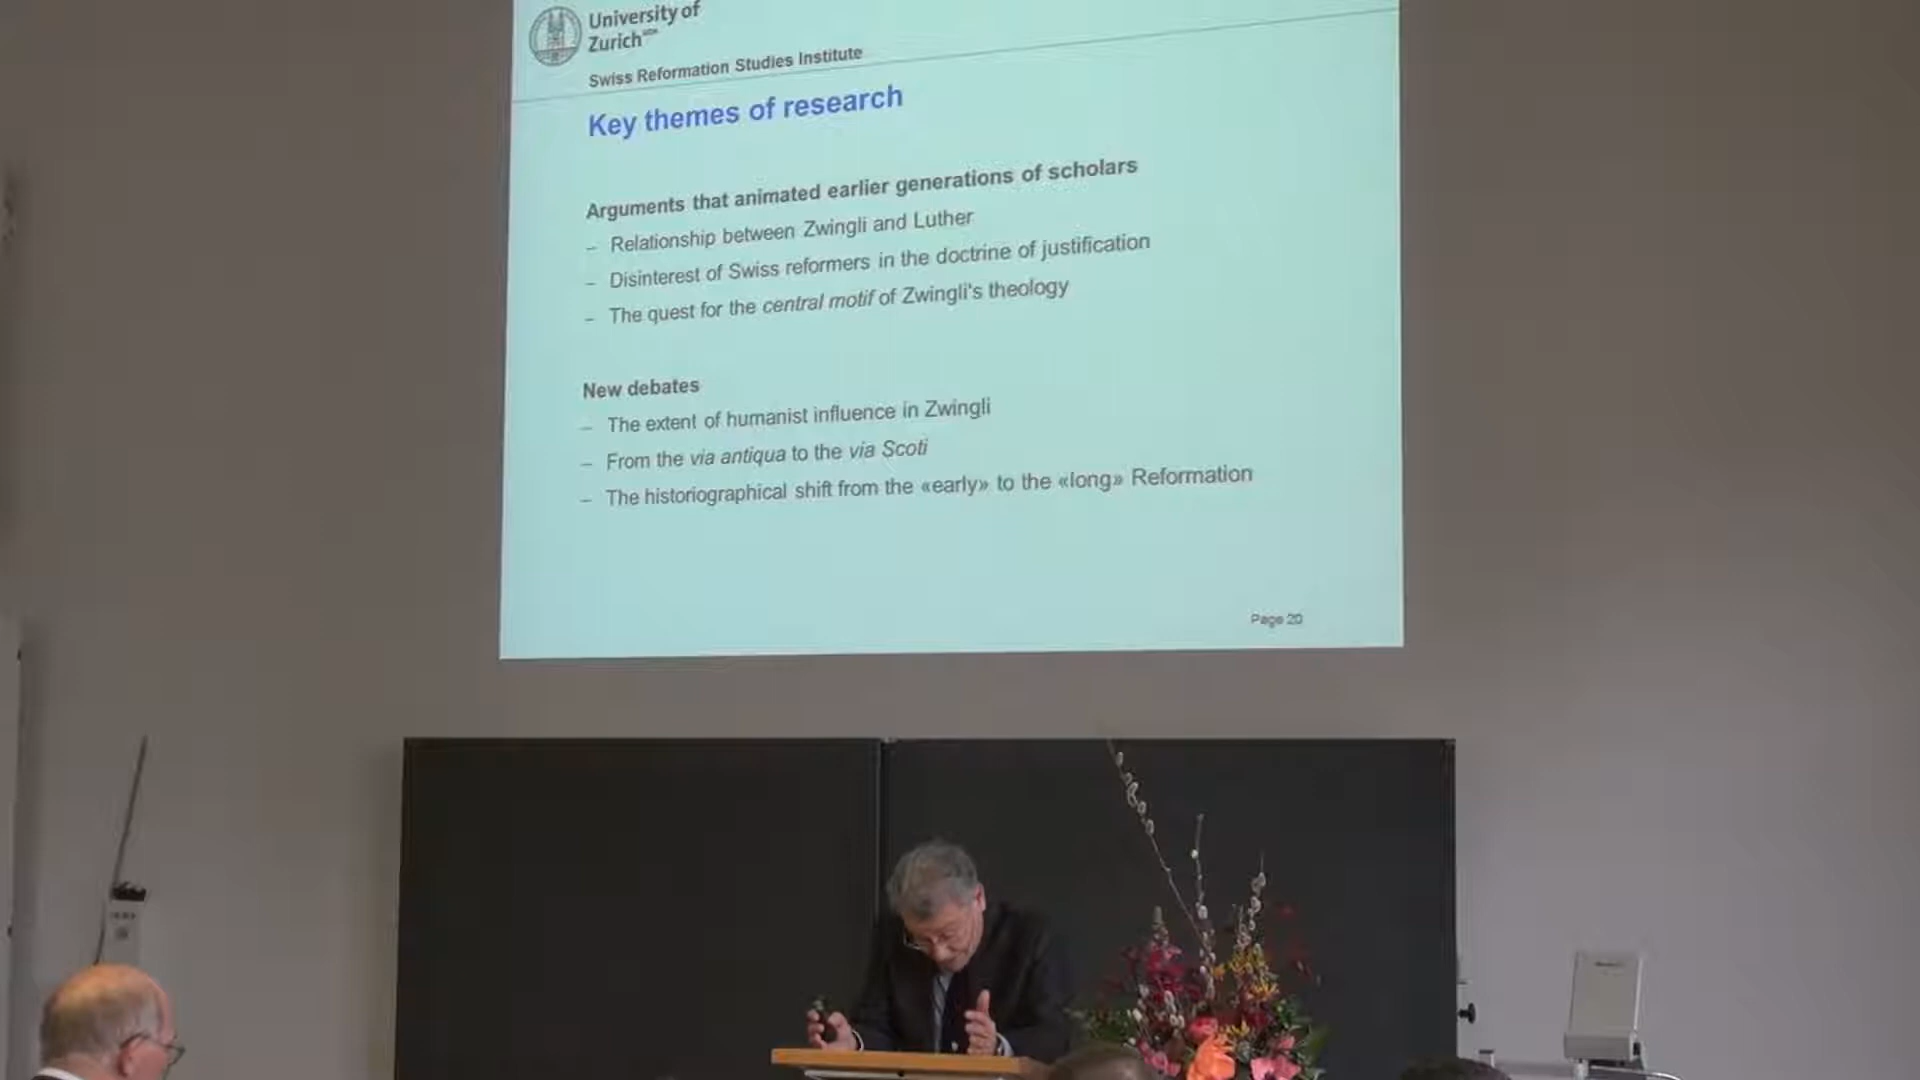 University of
Zurich
Swiss Reformation Studies Institute
Key themes of research
Arguments that animated earlier generations of scholars
– Relationship between Zwingli and Luther
– Disinterest of Swiss reformers in the doctrine of justification
– The quest for the central motif of Zwingli's theology
New debates
– The extent of humanist influence in Zwingli
– From the via antiqua to the via Scoti
– The historiographical shift from the «early» to the «long» Reformation
Page 20